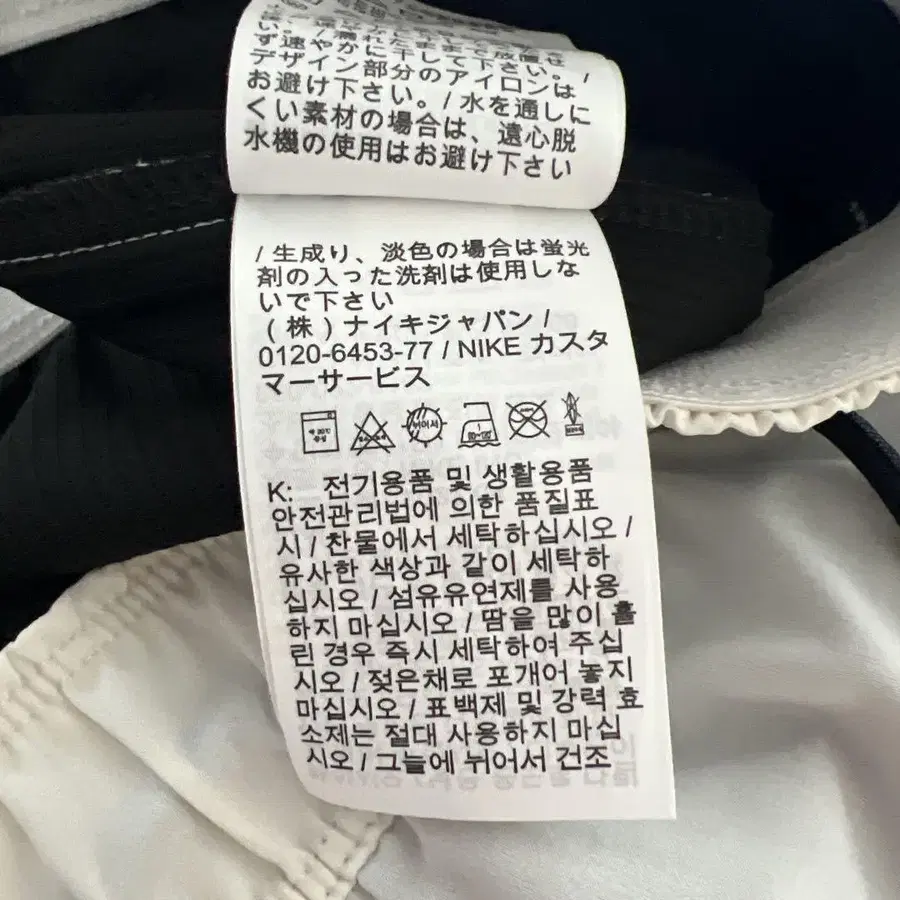 ず速やかに干して下さい。/
デザイン部分のアイロンは
お避け下さい。/ 水を通しに
くい素材の場合は、遠心脱
水機の使用はお避け下さい
/ 生成り、淡色の場合は蛍光
剤の入った洗剤は使用しな
いで下さい
(株) ナイキジャパン /
0120-6453-77 / NIKE カスタ
マーサービス
뉘어서
K: 전기용품 및 생활용품
안전관리법에 의한 품질표
시 / 찬물에서 세탁하십시오 /
유사한 색상과 같이 세탁하
십시오 / 섬유유연제를 사용
하지 마십시오 / 땀을 많이 흘
린 경우 즉시 세탁하여 주십
시오 / 젖은채로 포개어 놓지
마십시오 / 표백제 및 강력 효
소제는 절대 사용하지 마십
시오 / 그늘에 뉘어서 건조